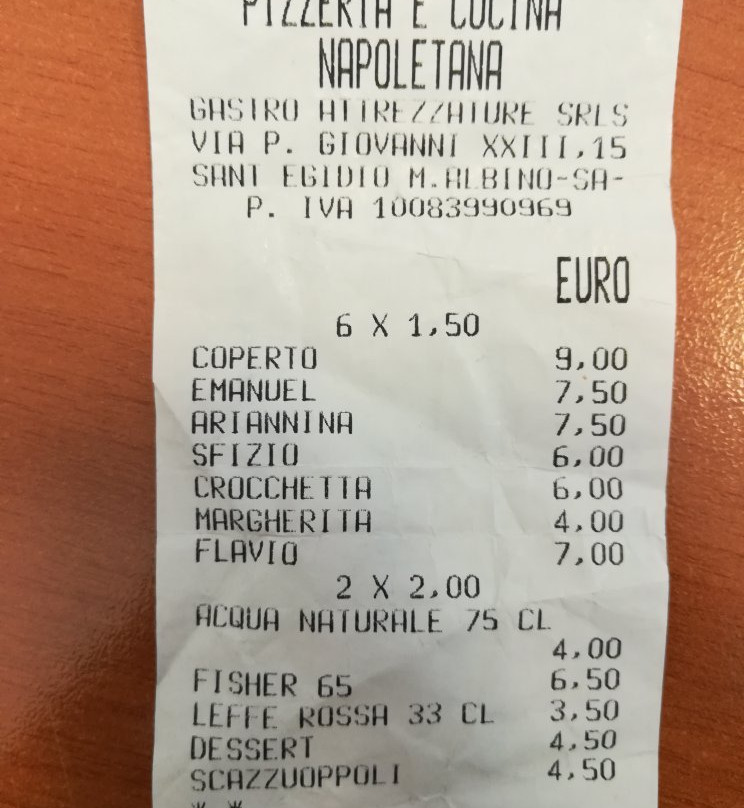 PIZZERIA E CUCINA
NAPOLETANA
GASTRO ATTREZZATURE SRLS
VIA P. GIOVANNI XXIII,15
SANT EGIDIO M.ALBINO-SA-
P. IVA 10083990969
EURO
6 X 1,50
COPERTO 9,00
EMANUEL 7,50
ARIANNINA 7,50
SFIZIO 6,00
CROCCHETTA 6,00
MARGHERITA 4,00
FLAVIO 7,00
2 X 2,00
ACQUA NATURALE 75 CL
4,00
FISHER 65 6,50
LEFFE ROSSA 33 CL 3,50
DESSERT 4,50
SCAZZUOPPOLI 4,50